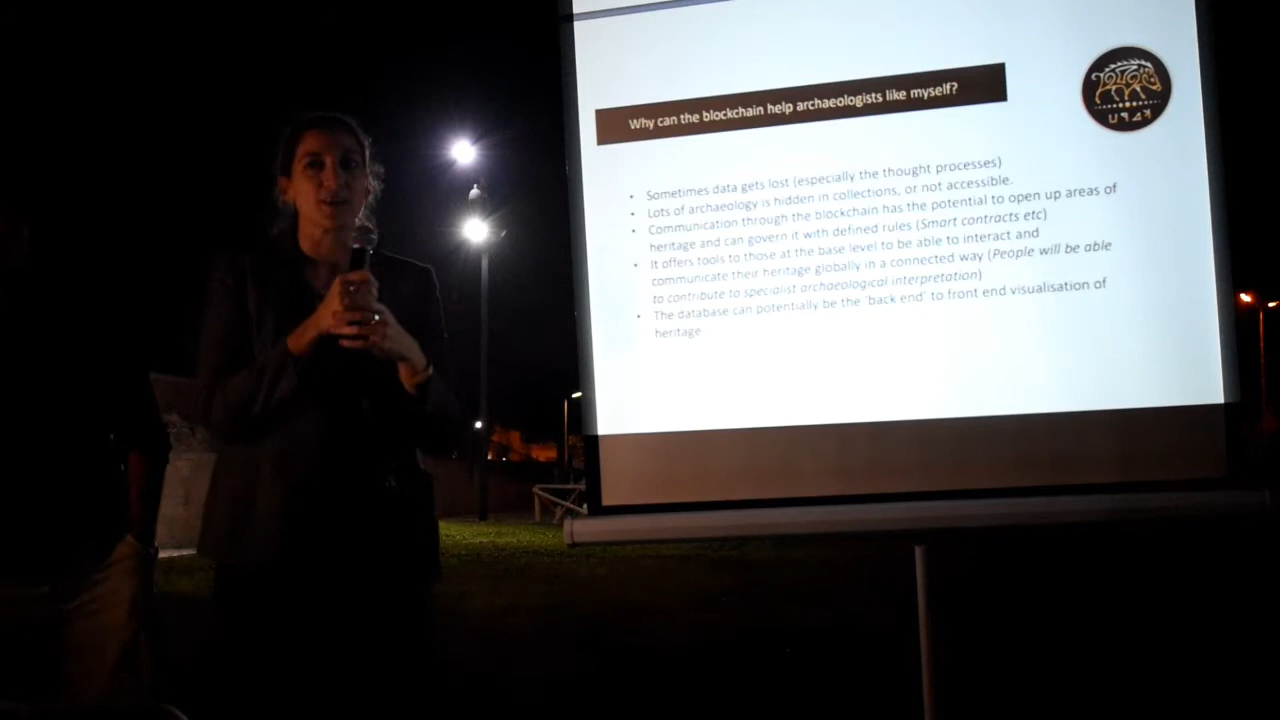 Why can the blockchain help archaeologists like myself?
• Sometimes data gets lost (especially the thought processes)
• Lots of archaeology is hidden in collections, or not accessible.
• Communication through the blockchain has the potential to open up areas of
heritage and can govern it with defined rules (Smart contracts etc)
• It offers tools to those at the base level to be able to interact and
communicate their heritage globally in a connected way (People will be able
to contribute to specialist archaeological interpretation)
• The database can potentially be the 'back end' to front end visualisation of
heritage